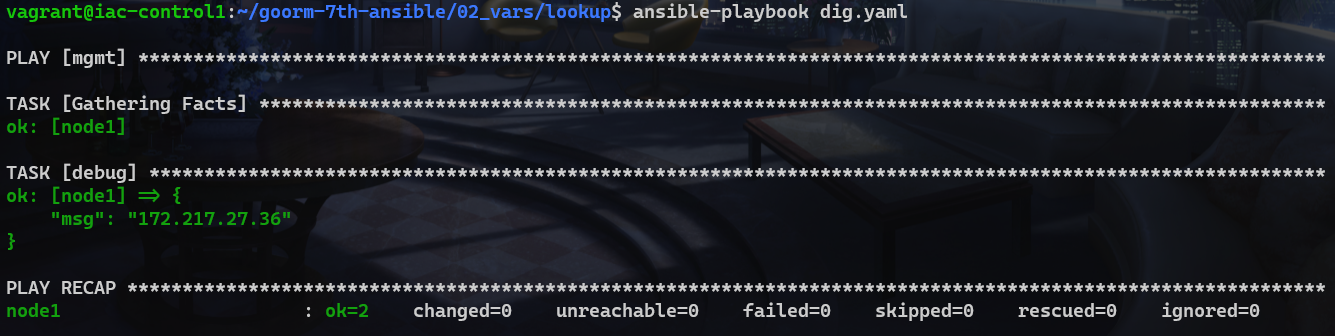 vagrant@iac-control1:~/goorm-7th-ansible/02_vars/lookup$ ansible-playbook dig.yaml
PLAY [mgmt] *************************************************************************************************************
TASK [Gathering Facts] **************************************************************************************************
ok: [node1]
TASK [debug] ************************************************************************************************************
ok: [node1] => {
    "msg": "172.217.27.36"
}
PLAY RECAP **************************************************************************************************************
node1                      : ok=2    changed=0    unreachable=0    failed=0    skipped=0    rescued=0    ignored=0